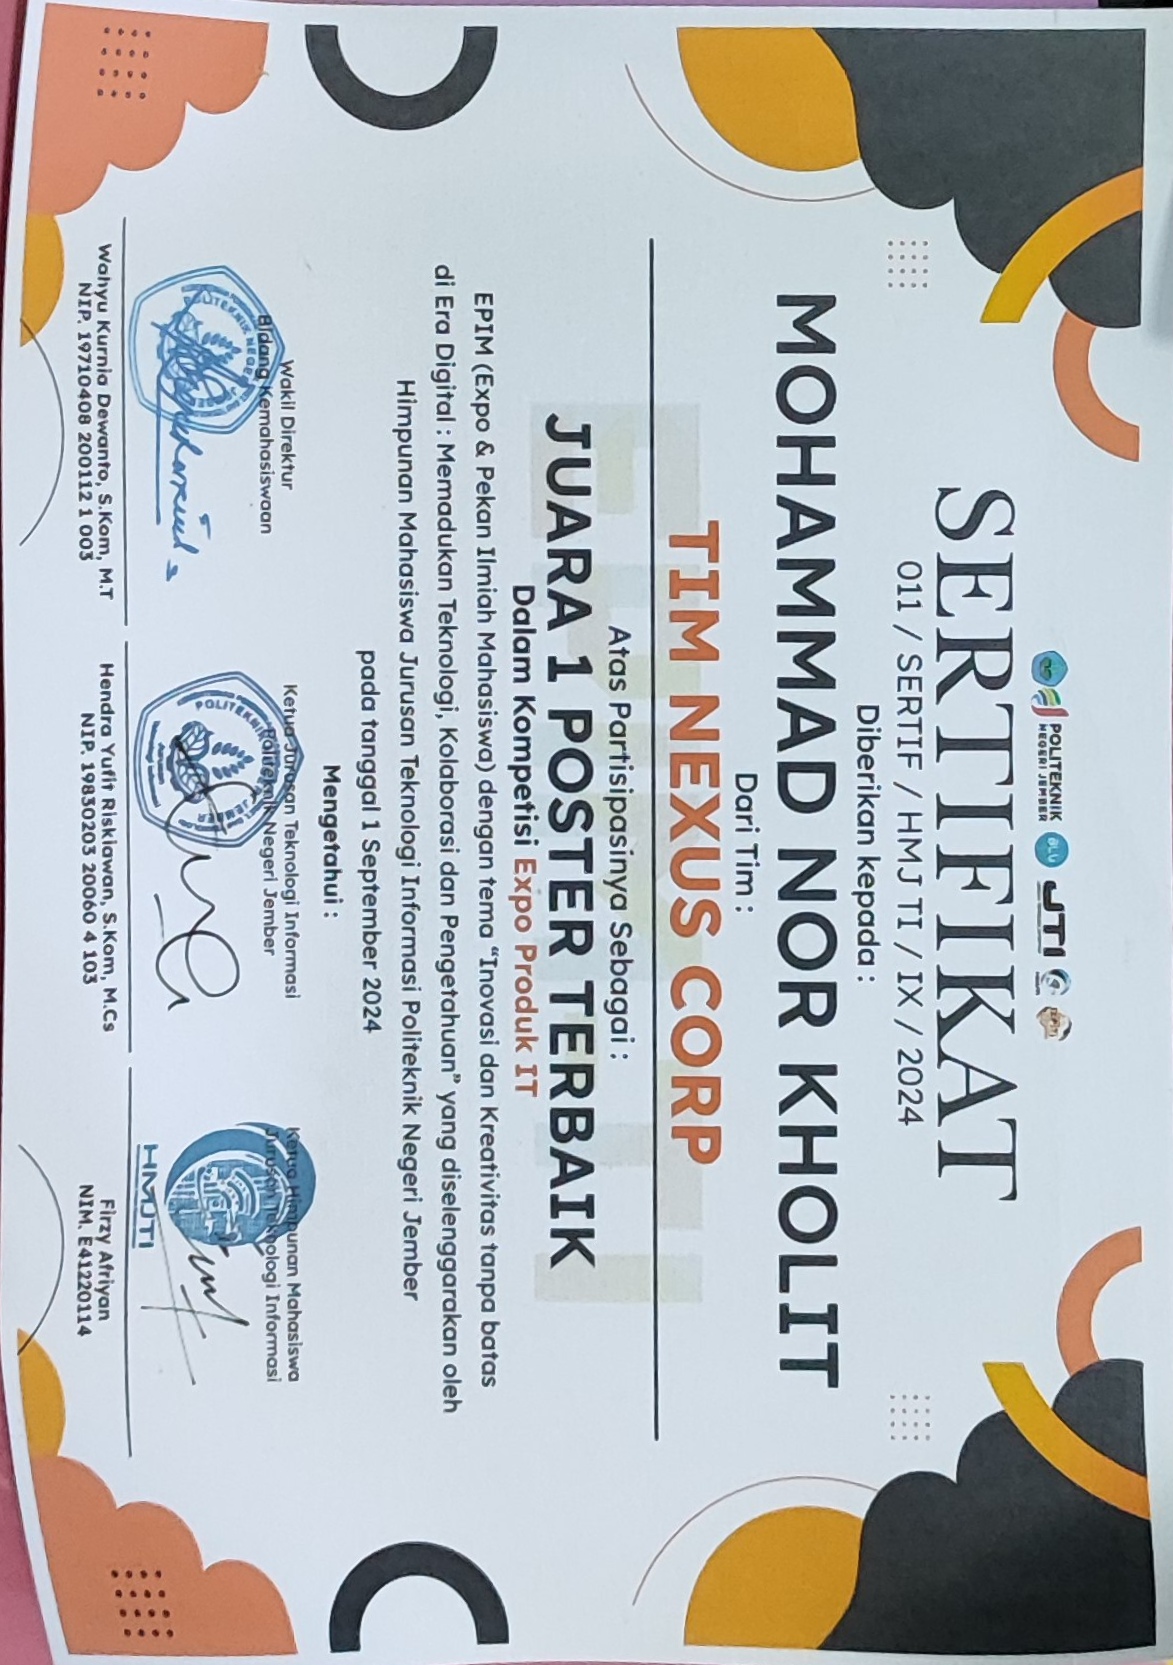 POLITEKNIK
NEGERI JEMBER
BLU
JTI
SERTIFIKAT
011 / SERTIF / HMJ TI / IX / 2024
Diberikan kepada :
MOHAMMAD NOR KHOLIT
Dari Tim :
TIM NEXUS CORP
Atas Partisipasinya Sebagai :
JUARA 1 POSTER TERBAIK
Dalam Kompetisi Expo Produk IT
EPIM (Expo & Pekan Ilmiah Mahasiswa) dengan tema “Inovasi dan Kreativitas tanpa batas
di Era Digital : Memadukan Teknologi, Kolaborasi dan Pengetahuan” yang diselenggarakan oleh
Himpunan Mahasiswa Jurusan Teknologi Informasi Politeknik Negeri Jember
pada tanggal 1 September 2024
Mengetahui :
Wakil Direktur
Bidang Kemahasiswaan
Wahyu Kurnia Dewanto, S.Kom, M.T
NIP. 19710408 200112 1 003
Ketua Jurusan Teknologi Informasi
Politeknik Negeri Jember
Hendra Yufit Riskiawan, S.Kom, M.Cs
NIP. 19830203 20060 4 103
Ketua Himpunan Mahasiswa
Jurusan Teknologi Informasi
HMJTI
Firzy Afriyan
NIM. E41220114